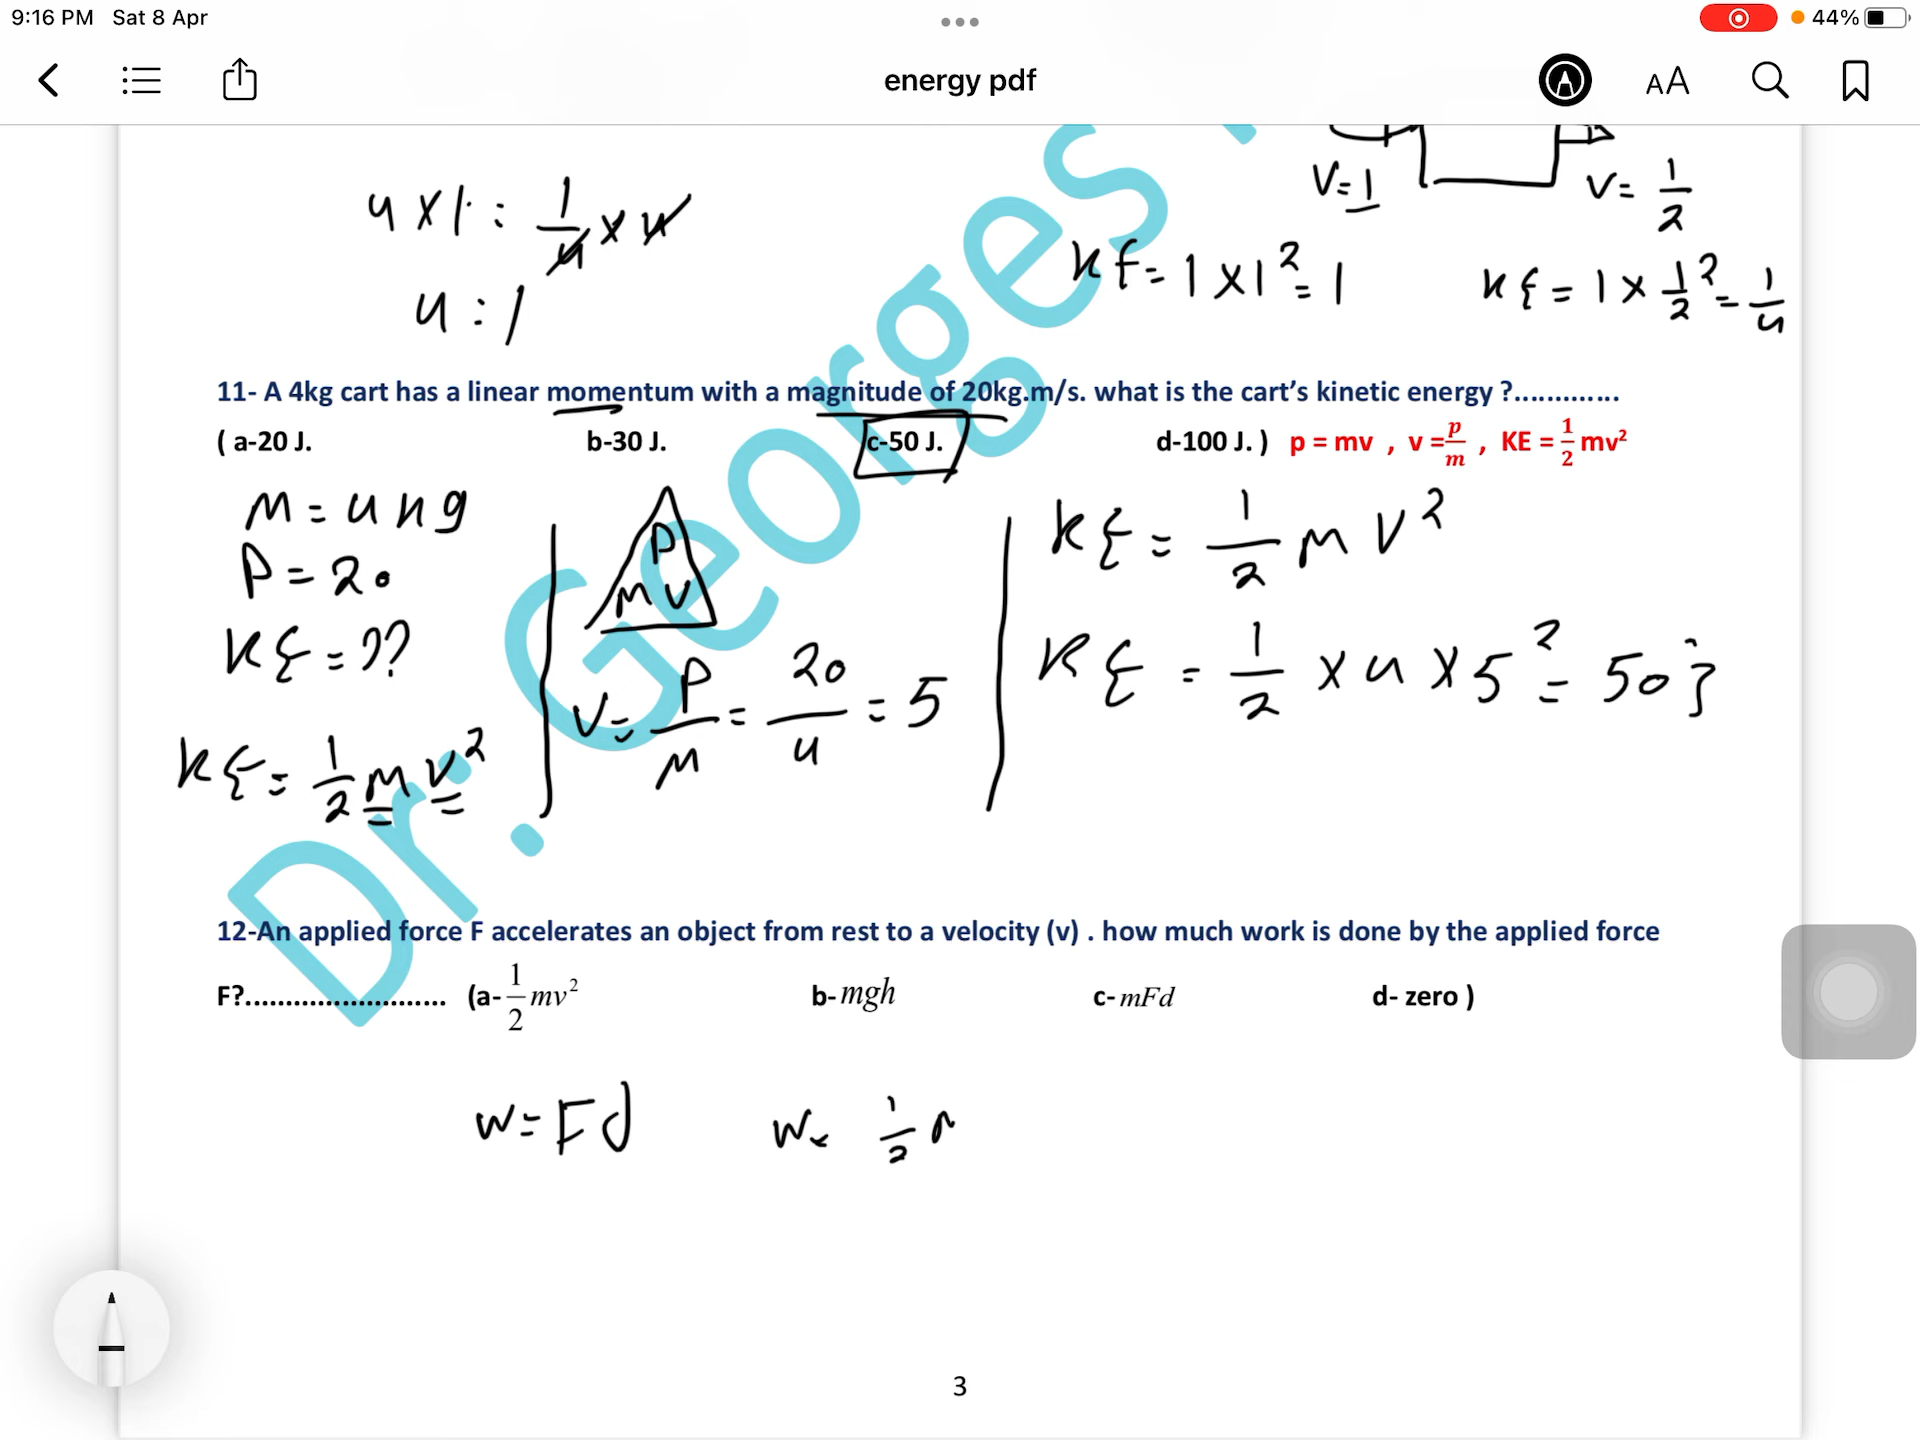 9:16 PM Sat 8 Apr
44%
energy pdf
AA
4 x 1 = 1/4 x 4
4 : 1
V = 1
V = 1/2
KE = 1 x 1² = 1
KE = 1 x 1/2² = 1/4
11- A 4kg cart has a linear momentum with a magnitude of 20kg.m/s. what is the cart's kinetic energy ?.............
( a-20 J. b-30 J. c-50 J. d-100 J. ) p = mv , v = p/m , KE = 1/2 mv²
M = 4 kg
P = 20
KE = ??
KE = 1/2 m v²
P
M V
V = P/M = 20/4 = 5
KE = 1/2 m v²
KE = 1/2 x 4 x 5² = 50 J
12-An applied force F accelerates an object from rest to a velocity (v) . how much work is done by the applied force
F?......................... (a- 1/2 mv² b- mgh c- mFd d- zero )
W = Fd
W = 1/2
3
Dr. Georges